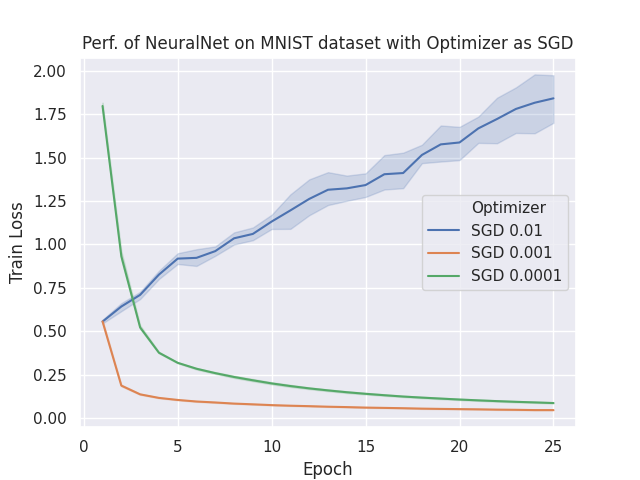 Perf. of NeuralNet on MNIST dataset with Optimizer as SGD
2.00
1.75
1.50
1.25
1.00
0.75
0.50
0.25
0.00
Train Loss
Optimizer
SGD 0.01
SGD 0.001
SGD 0.0001
0 5 10 15 20 25
Epoch